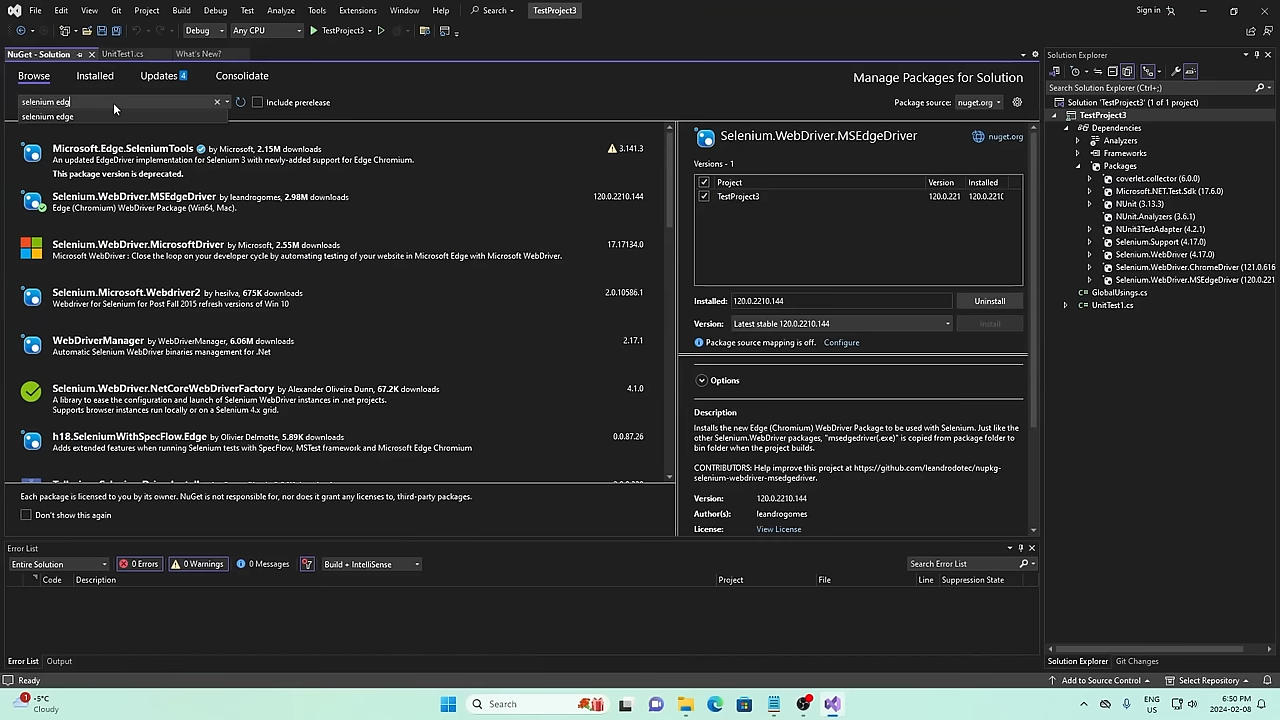 File Edit View Git Project Build Debug Test Analyze Tools Extensions Window Help Search TestProject3 Sign in
Debug Any CPU TestProject3
NuGet - Solution UnitTest1.cs What's New?
Browse Installed Updates 4 Consolidate
Manage Packages for Solution
selenium edg Include prerelease
Package source: nuget.org
selenium edge
Microsoft.Edge.SeleniumTools by Microsoft, 2.15M downloads 3.141.3
An updated EdgeDriver implementation for Selenium 3 with newly-added support for Edge Chromium.
This package version is deprecated.
Selenium.WebDriver.MSEdgeDriver by leandrogomes, 2.98M downloads 120.0.2210.144
Edge (Chromium) WebDriver Package (Win64, Mac).
Selenium.WebDriver.MicrosoftDriver by Microsoft, 2.55M downloads 17.17134.0
Microsoft WebDriver : Close the loop on your developer cycle by automating testing of your website in Microsoft Edge with Microsoft WebDriver.
Selenium.Microsoft.Webdriver2 by hesilva, 675K downloads 2.0.10586.1
Webdriver for Selenium for Post Fall 2015 refresh versions of Win 10
WebDriverManager by WebDriverManager, 6.06M downloads 2.17.1
Automatic Selenium WebDriver binaries management for .Net
Selenium.WebDriver.NetCoreWebDriverFactory by Alexander Oliveira Dunn, 67.2K downloads 4.1.0
A library to ease the configuration and launch of Selenium WebDriver instances in .net projects.
Supports browser instances run locally or on a Selenium 4.x grid.
h18.SeleniumWithSpecFlow.Edge by Olivier Delmotte, 5.89K downloads 0.0.87.26
Adds extended features when running Selenium tests with SpecFlow, MSTest framework and Microsoft Edge Chromium
Each package is licensed to you by its owner. NuGet is not responsible for, nor does it grant any licenses to, third-party packages.
Don't show this again
Selenium.WebDriver.MSEdgeDriver nuget.org
Versions - 1
Project Version Installed
TestProject3 120.0.221 120.0.221(
Installed: 120.0.2210.144 Uninstall
Version: Latest stable 120.0.2210.144 Install
Package source mapping is off. Configure
Options
Description
Installs the new Edge (Chromium) WebDriver Package to be used with Selenium. Just like the
other Selenium.WebDriver packages, "msedgedriver(.exe)" is copied from package folder to
bin folder when the project builds.
CONTRIBUTORS: Help improve this project at https://github.com/leandrodotec/nupkg-
selenium-webdriver-msedgedriver.
Version: 120.0.2210.144
Author(s): leandrogomes
License: View License
Solution Explorer
Search Solution Explorer (Ctrl+;)
Solution 'TestProject3' (1 of 1 project)
TestProject3
Dependencies
Analyzers
Frameworks
Packages
coverlet.collector (6.0.0)
Microsoft.NET.Test.Sdk (17.6.0)
NUnit (3.13.3)
NUnit.Analyzers (3.6.1)
NUnit3TestAdapter (4.2.1)
Selenium.Support (4.17.0)
Selenium.WebDriver (4.17.0)
Selenium.WebDriver.ChromeDriver (121.0.616
Selenium.WebDriver.MSEdgeDriver (120.0.221
C# GlobalUsings.cs
C# UnitTest1.cs
Error List
Entire Solution 0 Errors 0 Warnings 0 Messages Build + IntelliSense Search Error List
Code Description Project File Line Suppression State
Error List Output
Solution Explorer Git Changes
Ready
Add to Source Control Select Repository
1 -5°C
Cloudy
Search
ENG
US
6:50 PM
2024-02-08